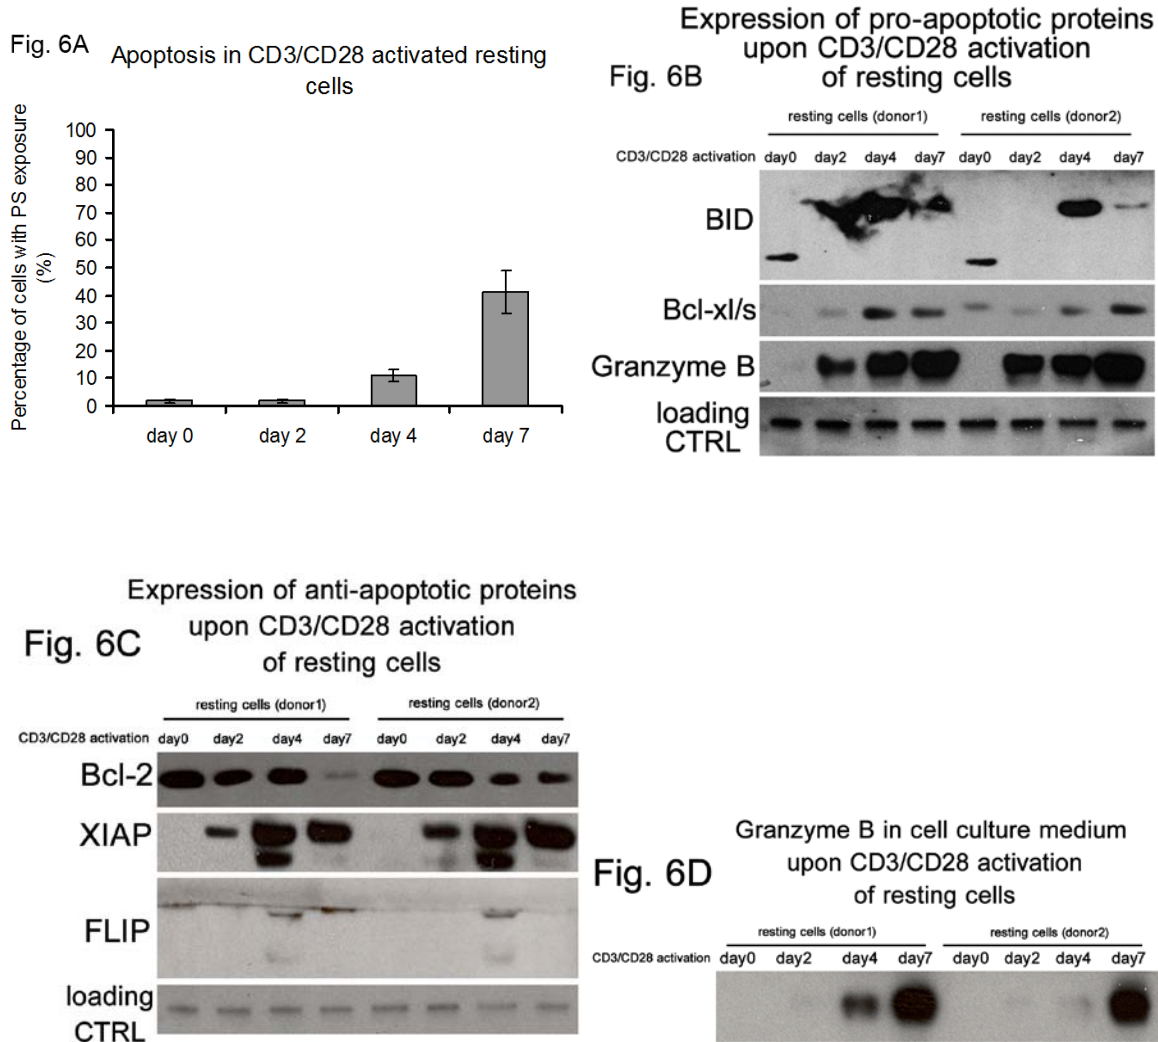 Fig. 6A
Apoptosis in CD3/CD28 activated resting
cells
Percentage of cells with PS exposure
(%)
100
90
80
70
60
50
40
30
20
10
0
day 0 day 2 day 4 day 7
Expression of pro-apoptotic proteins
upon CD3/CD28 activation
of resting cells
Fig. 6B
resting cells (donor1) resting cells (donor2)
CD3/CD28 activation day0 day2 day4 day7 day0 day2 day4 day7
BID
Bcl-xl/s
Granzyme B
loading
CTRL
Expression of anti-apoptotic proteins
upon CD3/CD28 activation
of resting cells
Fig. 6C
resting cells (donor1) resting cells (donor2)
CD3/CD28 activation day0 day2 day4 day7 day0 day2 day4 day7
Bcl-2
XIAP
FLIP
loading
CTRL
Granzyme B in cell culture medium
upon CD3/CD28 activation
of resting cells
Fig. 6D
resting cells (donor1) resting cells (donor2)
CD3/CD28 activation day0 day2 day4 day7 day0 day2 day4 day7